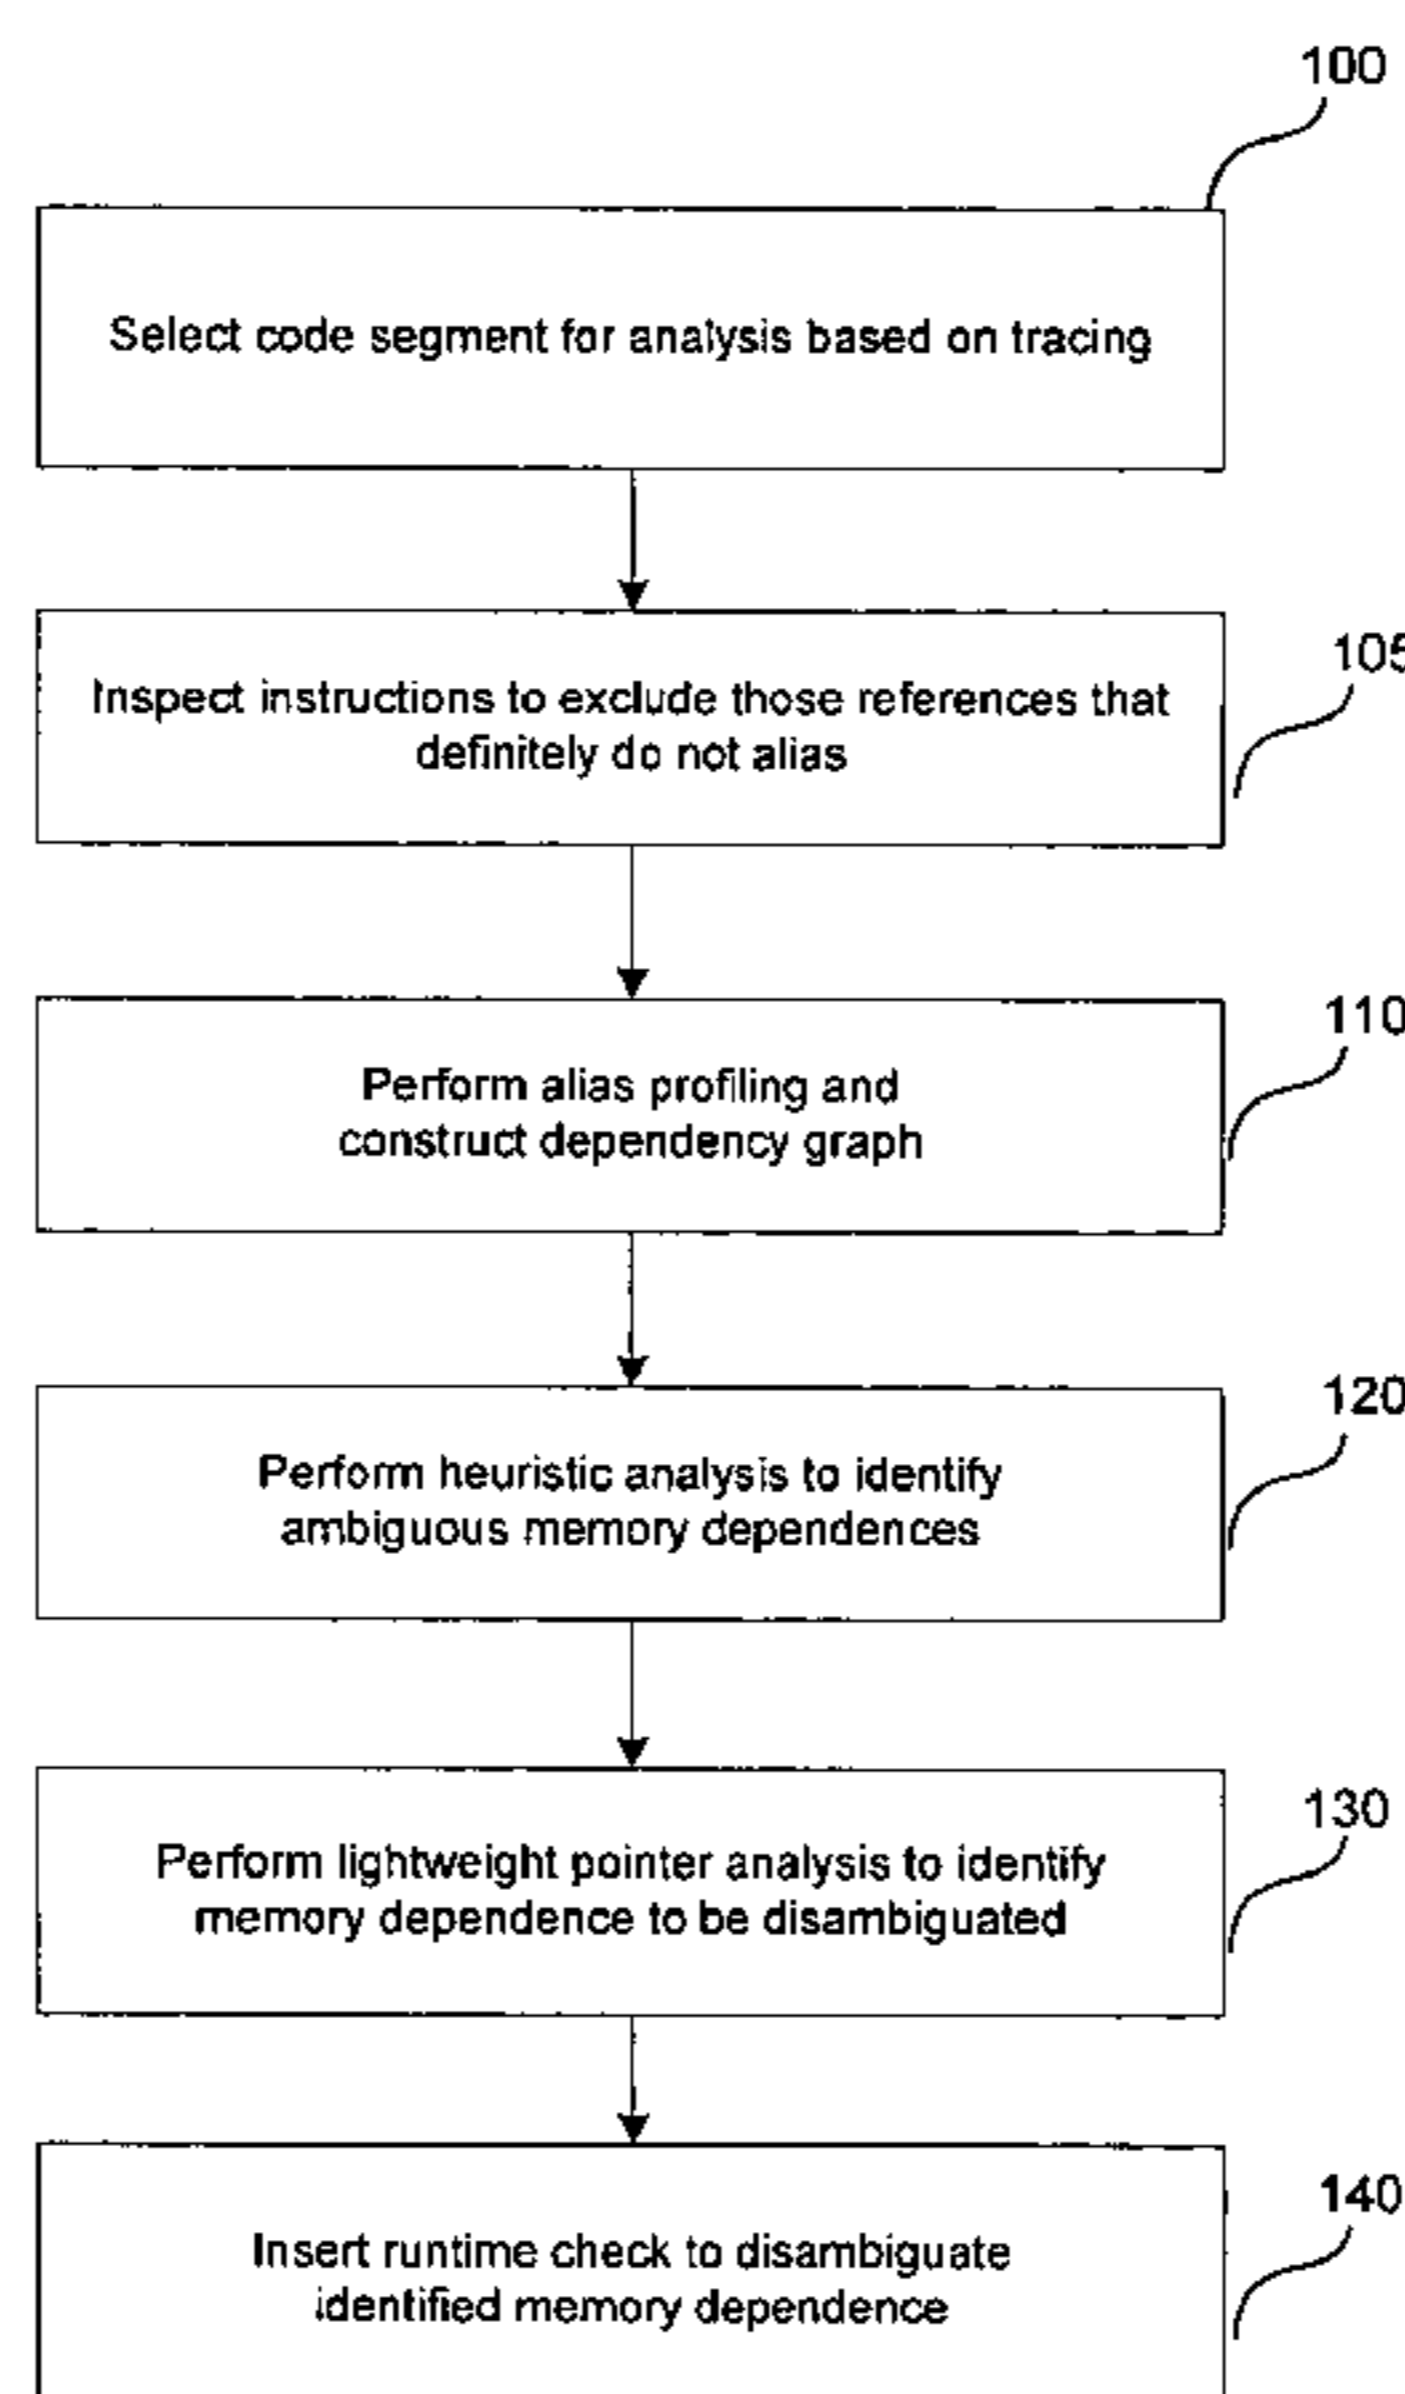 100
Select code segment for analysis based on tracing
105
Inspect instructions to exclude those references that
definitely do not alias
110
Perform alias profiling and
construct dependency graph
120
Perform heuristic analysis to identify
ambiguous memory dependences
130
Perform lightweight pointer analysis to identify
memory dependence to be disambiguated
140
Insert runtime check to disambiguate
identified memory dependence